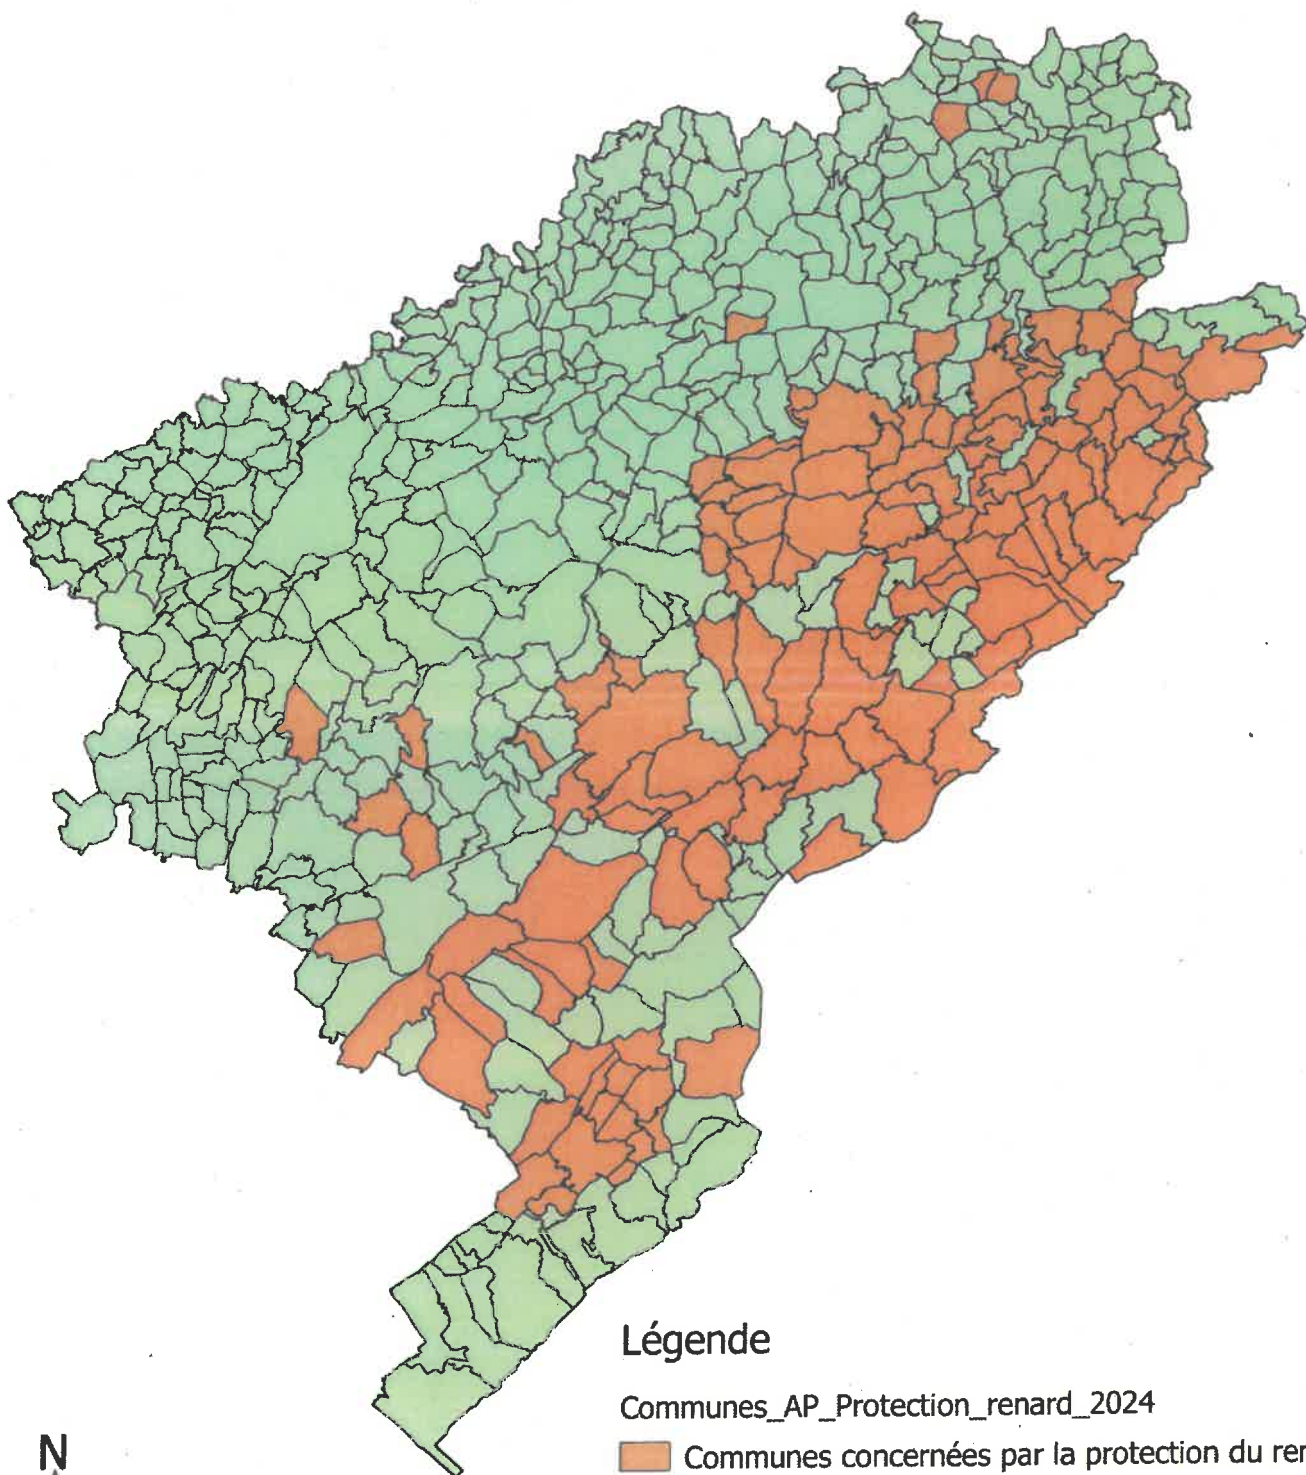 Légende
Communes_AP_Protection_renard_2024
N
Communes concernées par la protection du